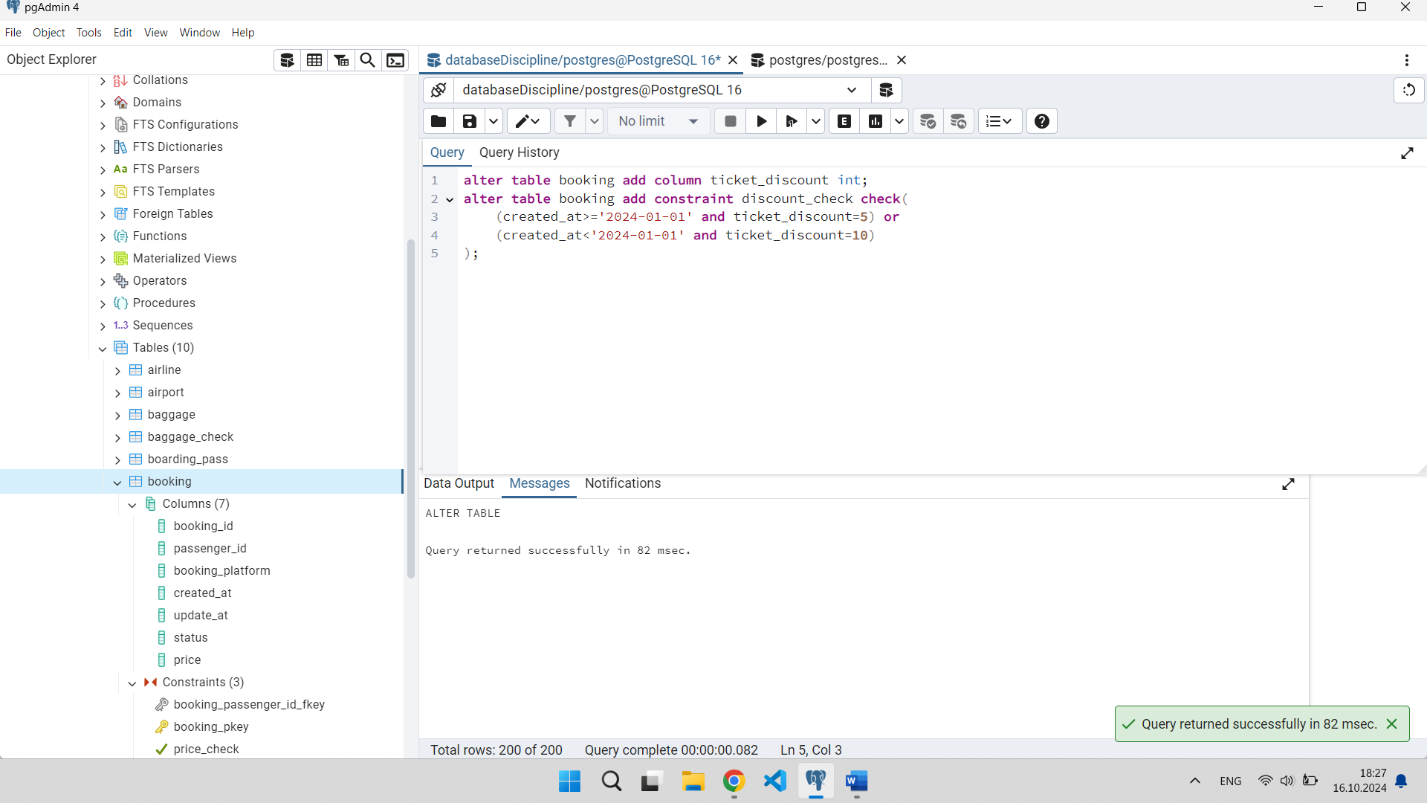 pgAdmin 4
File Object Tools Edit View Window Help
Object Explorer
Collations
Domains
FTS Configurations
FTS Dictionaries
Aa FTS Parsers
FTS Templates
Foreign Tables
Functions
Materialized Views
Operators
Procedures
1..3 Sequences
Tables (10)
airline
airport
baggage
baggage_check
boarding_pass
booking
Columns (7)
booking_id
passenger_id
booking_platform
created_at
update_at
status
price
Constraints (3)
booking_passenger_id_fkey
booking_pkey
price_check
databaseDiscipline/postgres@PostgreSQL 16*
postgres/postgres...
databaseDiscipline/postgres@PostgreSQL 16
No limit
E
Query Query History
1 alter table booking add column ticket_discount int;
2 alter table booking add constraint discount_check check(
3 (created_at>='2024-01-01' and ticket_discount=5) or
4 (created_at<'2024-01-01' and ticket_discount=10)
5 );
Data Output Messages Notifications
ALTER TABLE
Query returned successfully in 82 msec.
Query returned successfully in 82 msec.
Total rows: 200 of 200 Query complete 00:00:00.082 Ln 5, Col 3
ENG
18:27
16.10.2024